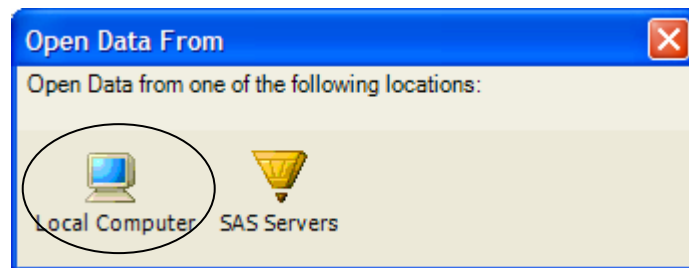 Open Data From
Open Data from one of the following locations:
Local Computer SAS Servers